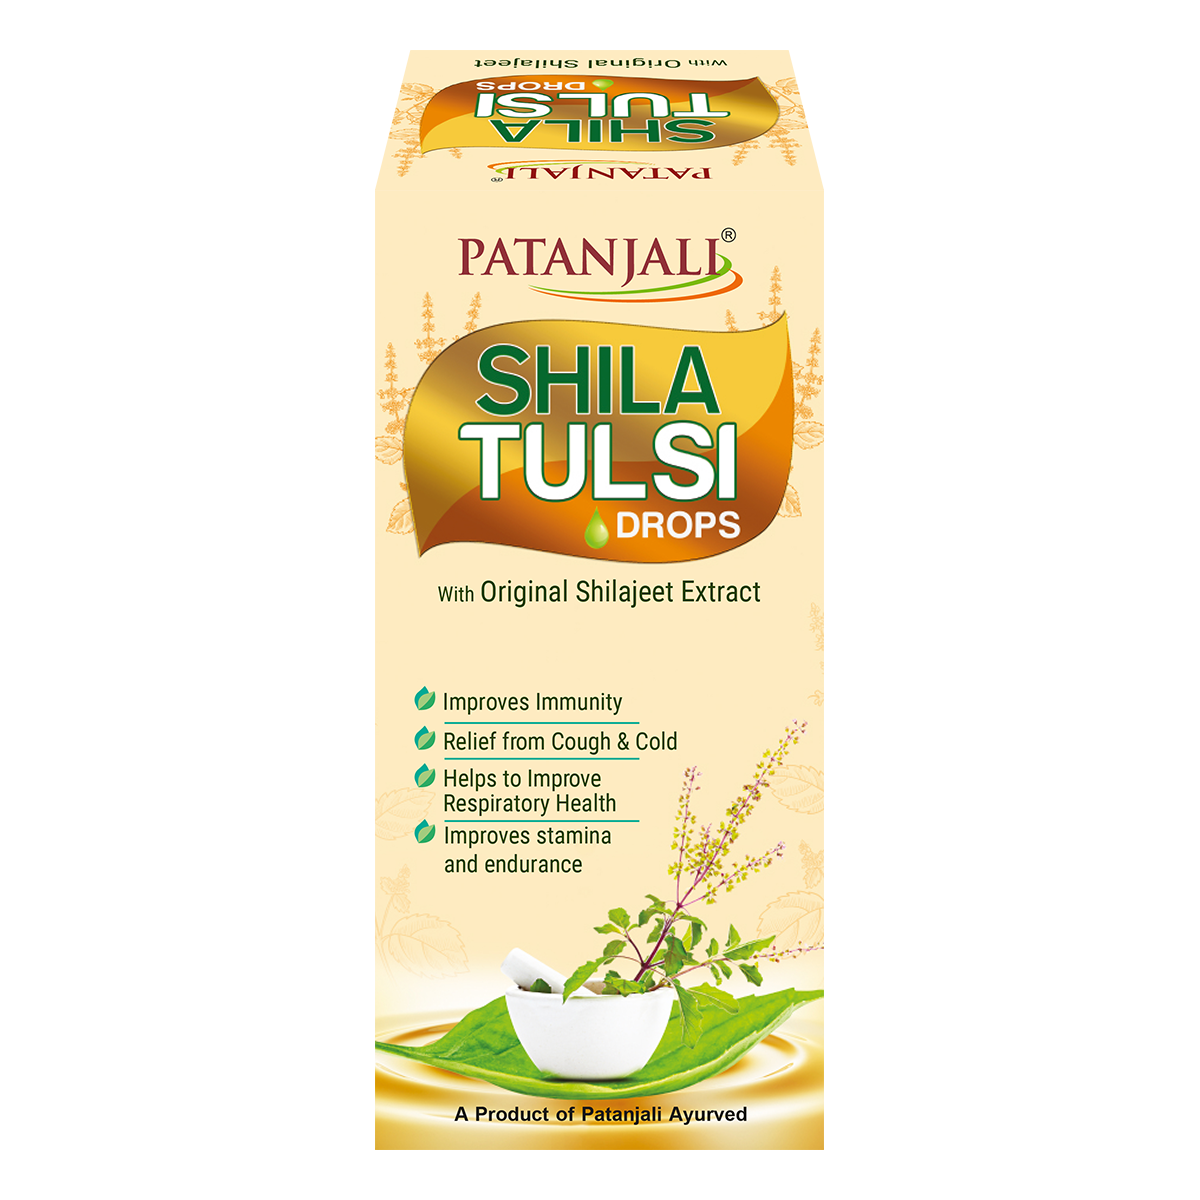 With Original Shilajeet
DROPS
TULSI
SHILA
PATANJALI®
PATANJALI®
SHILA
TULSI
DROPS
With Original Shilajeet Extract
Improves Immunity
Relief from Cough & Cold
Helps to Improve
Respiratory Health
Improves stamina
and endurance
A Product of Patanjali Ayurved